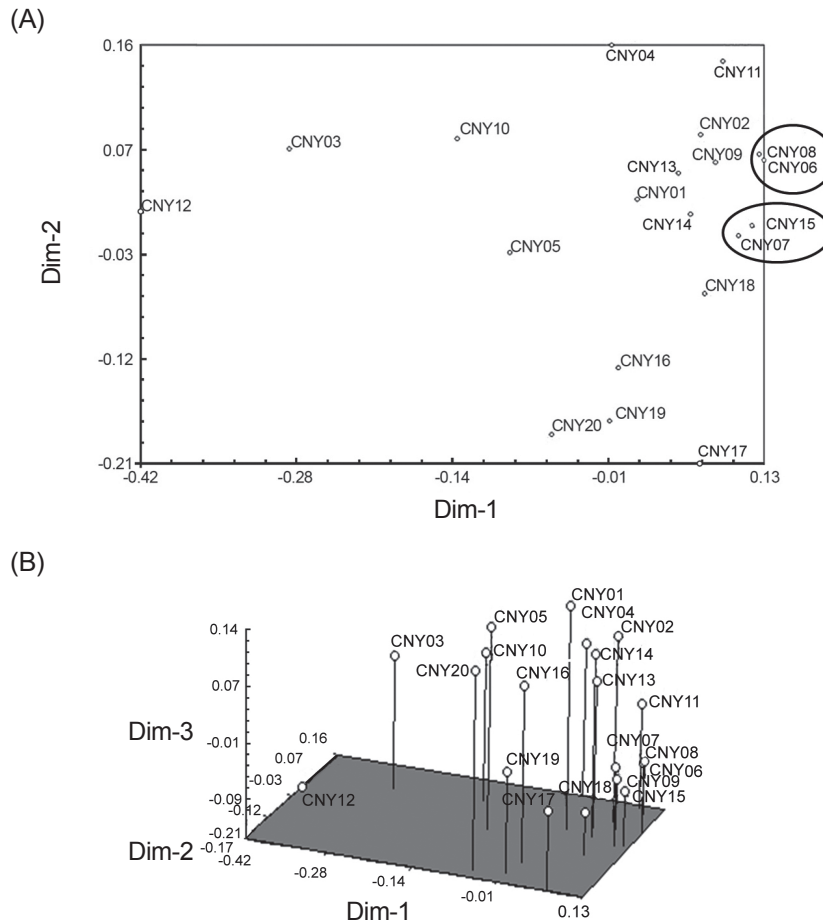 (A)
0.16
CNY04
CNY11
CNY02
CNY10
0.07
CNY03
CNY09
CNY08
CNY13
CNY06
CNY01
CNY12
CNY14
CNY15
Dim-2
CNY07
-0.03
CNY05
CNY18
-0.12
CNY16
CNY19
CNY20
CNY17
-0.21
-0.42
-0.28
-0.14
-0.01
0.13
Dim-1
(B)
CNY01
0.14
CNY05
CNY04
CNY02
CNY03
CNY10
CNY14
CNY20
CNY16
CNY13
0.07
CNY11
Dim-3
0.16
-0.01
CNY07
0.07
CNY19
CNY08
-0.03
CNY06
CNY18
CNY09
-0.09
CNY12
CNY17
CNY15
-0.12
-0.21
Dim-2
-0.17
-0.42
-0.28
-0.14
-0.01
Dim-1
0.13